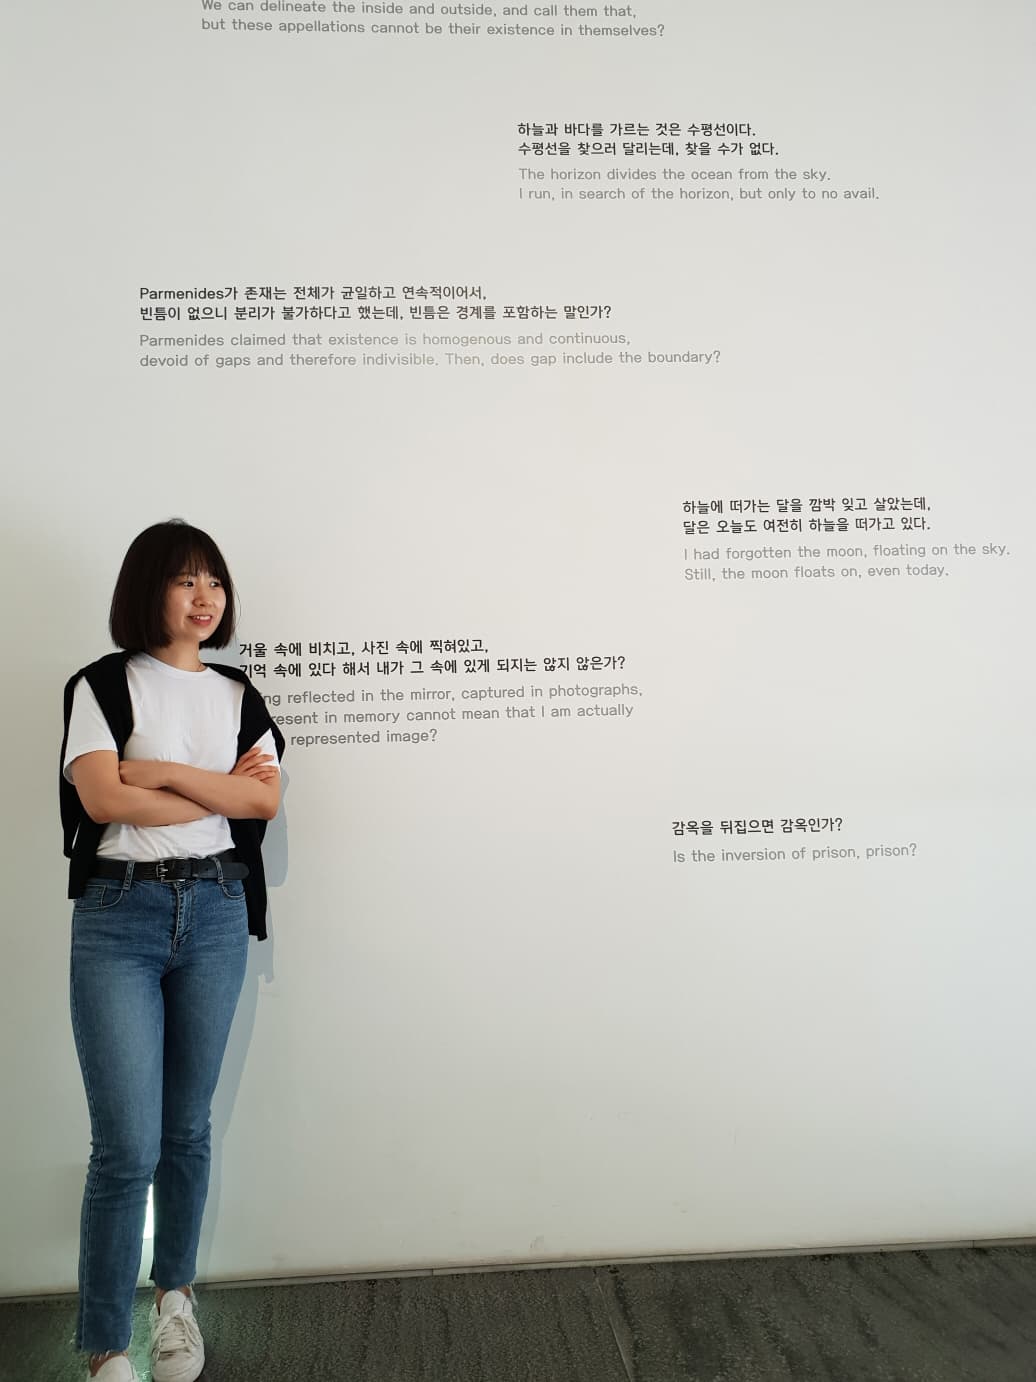 We can delineate the inside and outside, and call them that,
but these appellations cannot be their existence in themselves?
하늘과 바다를 가르는 것은 수평선이다.
수평선을 찾으러 달리는데, 찾을 수가 없다.
The horizon divides the ocean from the sky.
I run, in search of the horizon, but only to no avail.
Parmenides가 존재는 전체가 균일하고 연속적이어서,
빈틈이 없으니 분리가 불가하다고 했는데, 빈틈은 경계를 포함하는 말인가?
Parmenides claimed that existence is homogenous and continuous,
devoid of gaps and therefore indivisible. Then, does gap include the boundary?
하늘에 떠가는 달을 깜박 잊고 살았는데,
달은 오늘도 여전히 하늘을 떠가고 있다.
I had forgotten the moon, floating on the sky.
Still, the moon floats on, even today.
거울 속에 비치고, 사진 속에 찍혀있고,
기억 속에 있다 해서 내가 그 속에 있게 되지는 않지 않은가?
reflected in the mirror, captured in photographs,
in memory cannot mean that I am actually
represented image?
감옥을 뒤집으면 감옥인가?
Is the inversion of prison, prison?